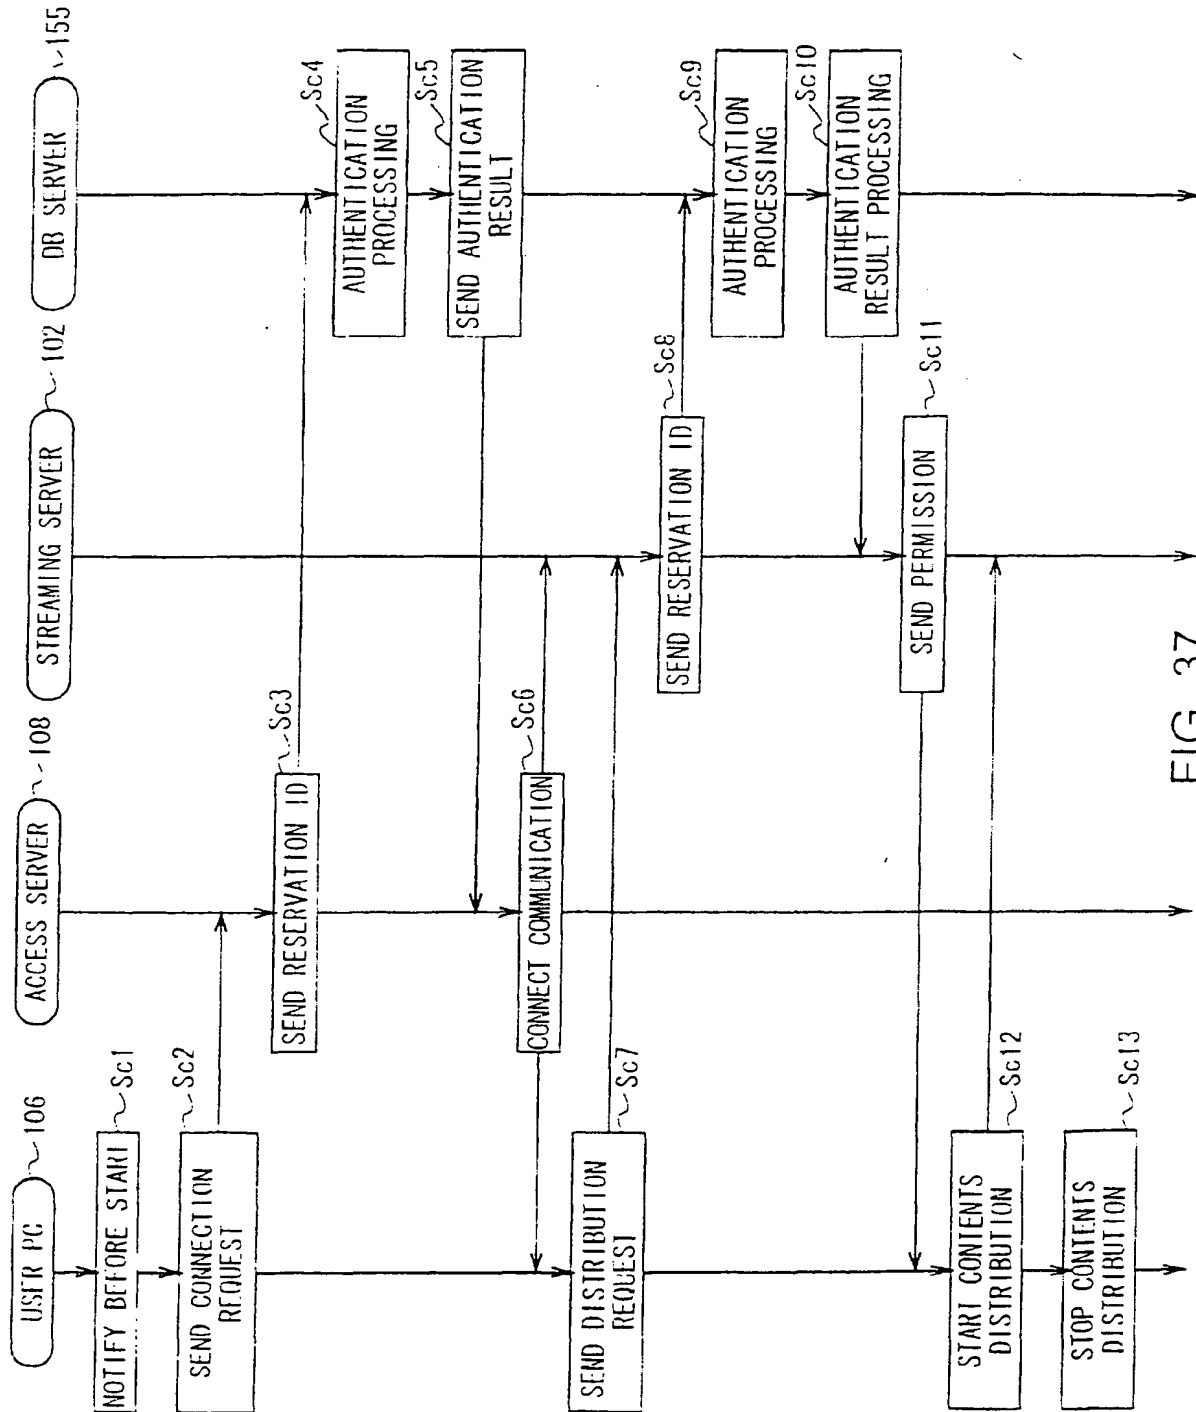 USER PC
106
ACCESS SERVER
108
STREAMING SERVER
102
DB SERVER
155
NOTIFY BEFORE START
Sc1
SEND CONNECTION
REQUEST
Sc2
SEND RESERVATION ID
Sc3
AUTHENTICATION
PROCESSING
Sc4
SEND AUTHENTICATION
RESULT
Sc5
CONNECT COMMUNICATION
Sc6
SEND DISTRIBUTION
REQUEST
Sc7
SEND RESERVATION ID
Sc8
AUTHENTICATION
PROCESSING
Sc9
AUTHENTICATION
RESULT PROCESSING
Sc10
SEND PERMISSION
Sc11
START CONTENTS
DISTRIBUTION
Sc12
STOP CONTENTS
DISTRIBUTION
Sc13
FIG. 37